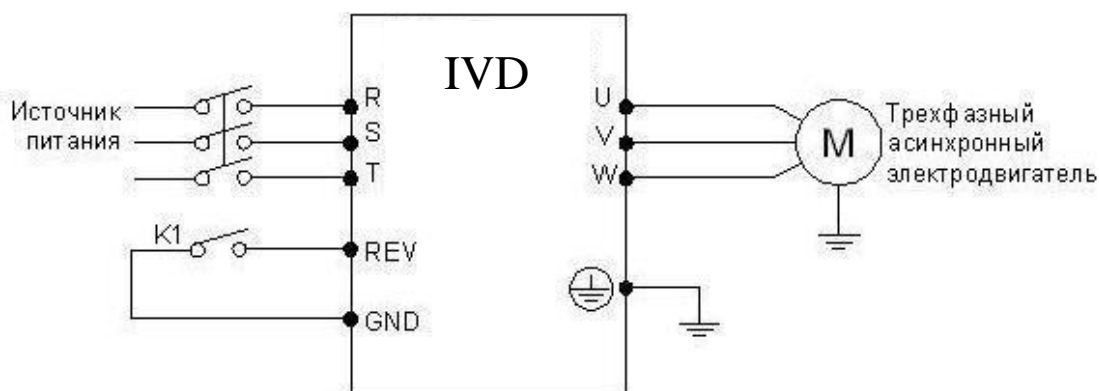 IVD
Источник
питания
R
S
T
U
V
W
M
Трехфазный
асинхронный
электродвигатель
K1
REV
GND